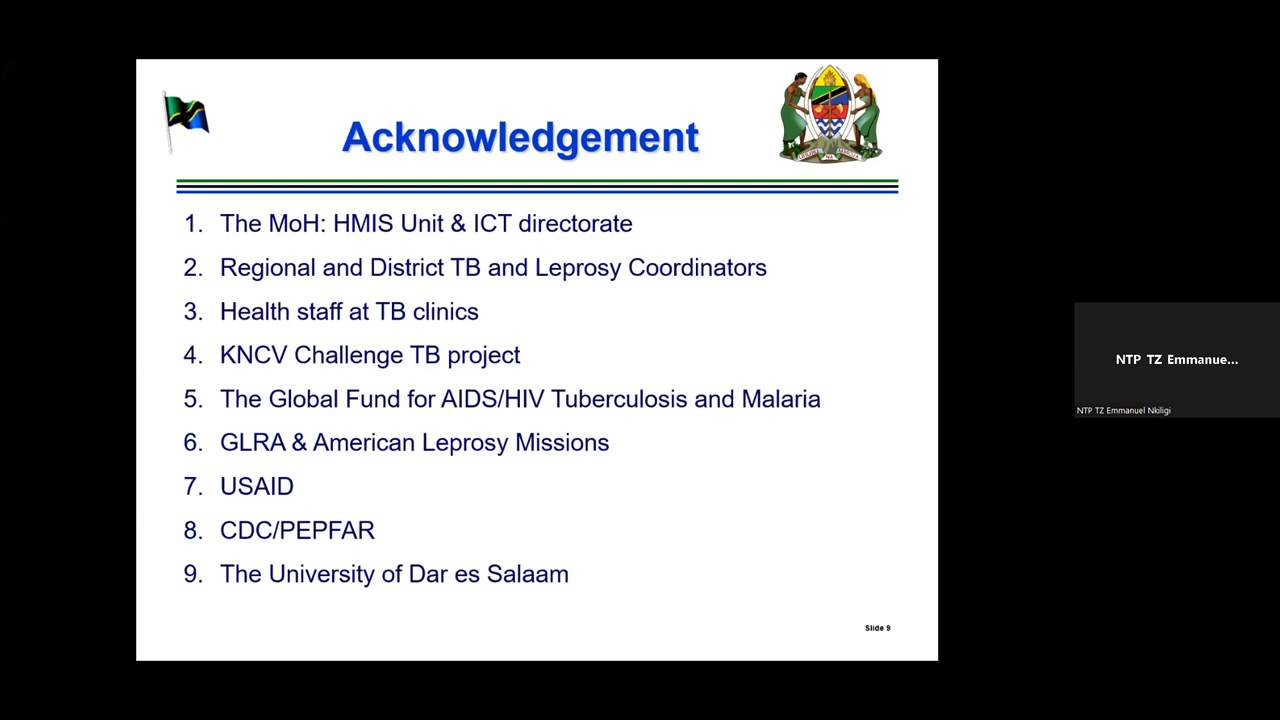 Acknowledgement
1. The MoH: HMIS Unit & ICT directorate
2. Regional and District TB and Leprosy Coordinators
3. Health staff at TB clinics
4. KNCV Challenge TB project
5. The Global Fund for AIDS/HIV Tuberculosis and Malaria
6. GLRA & American Leprosy Missions
7. USAID
8. CDC/PEPFAR
9. The University of Dar es Salaam
Slide 9
NTP TZ Emmanue...
NTP TZ Emmanuel Nkiligi